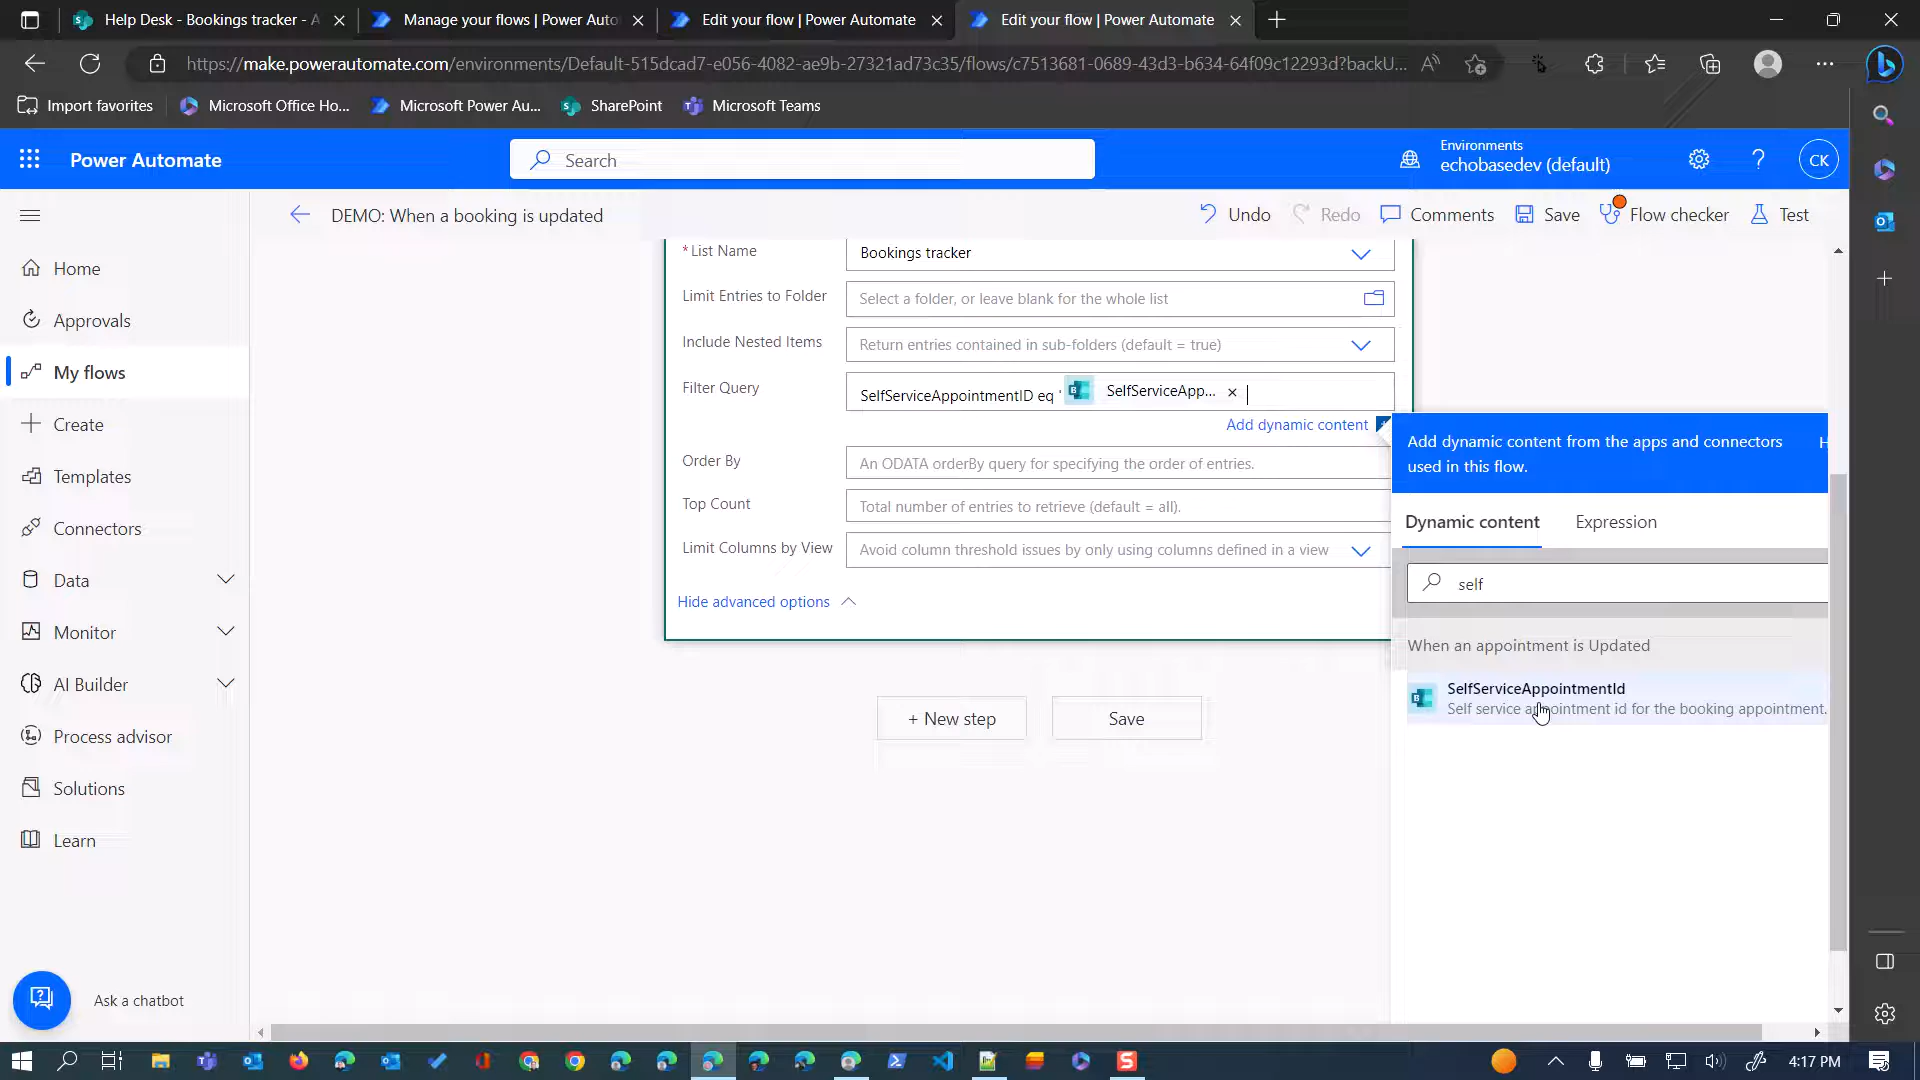 Help Desk - Bookings tracker - A
Manage your flows | Power Auto
Edit your flow | Power Automate
Edit your flow | Power Automate
https://make.powerautomate.com/environments/Default-515dcad7-e056-4082-ae9b-27321ad73c35/flows/c7513681-0689-43d3-b634-64f09c12293d?backU...
Import favorites
Microsoft Office Ho...
Microsoft Power Au...
SharePoint
Microsoft Teams
Power Automate
Search
Environments
echobasedev (default)
CK
DEMO: When a booking is updated
Undo
Redo
Comments
Save
Flow checker
Test
Home
Approvals
My flows
Create
Templates
Connectors
Data
Monitor
AI Builder
Process advisor
Solutions
Learn
Ask a chatbot
* List Name
Bookings tracker
Limit Entries to Folder
Select a folder, or leave blank for the whole list
Include Nested Items
Return entries contained in sub-folders (default = true)
Filter Query
SelfServiceAppointmentID eq '
SelfServiceApp...
Add dynamic content
Order By
An ODATA orderBy query for specifying the order of entries.
Top Count
Total number of entries to retrieve (default = all).
Limit Columns by View
Avoid column threshold issues by only using columns defined in a view
Hide advanced options
+ New step
Save
Add dynamic content from the apps and connectors
used in this flow.
Dynamic content
Expression
self
When an appointment is Updated
SelfServiceAppointmentId
Self service appointment id for the booking appointment.
4:17 PM